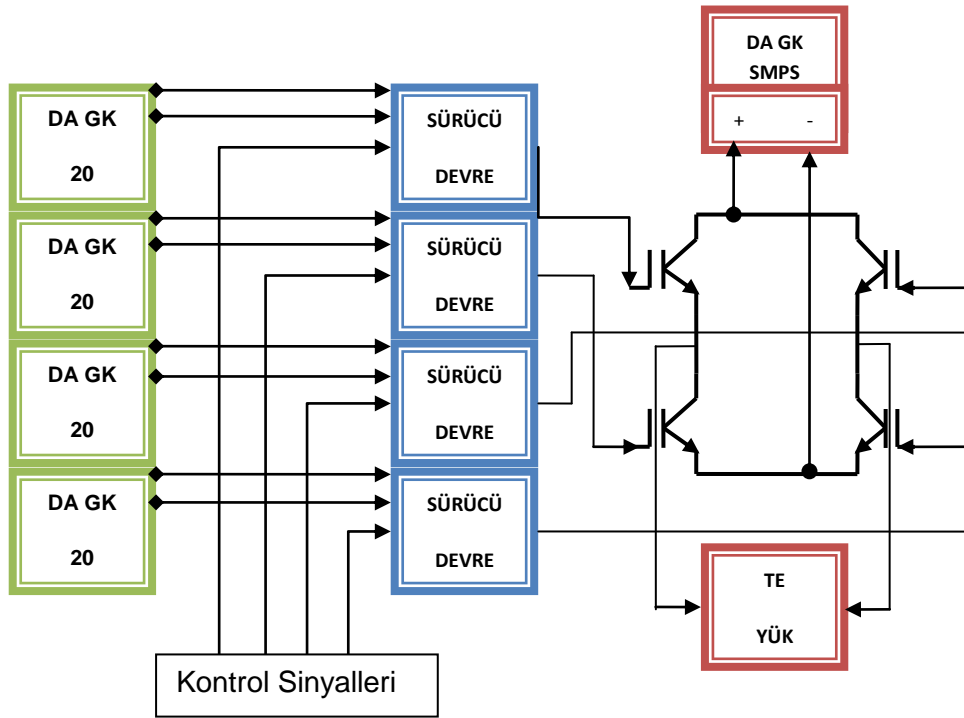 DA GK
SMPS
+ -
DA GK
20
SÜRÜCÜ
DEVRE
DA GK
20
SÜRÜCÜ
DEVRE
DA GK
20
SÜRÜCÜ
DEVRE
DA GK
20
SÜRÜCÜ
DEVRE
TE
YÜK
Kontrol Sinyalleri